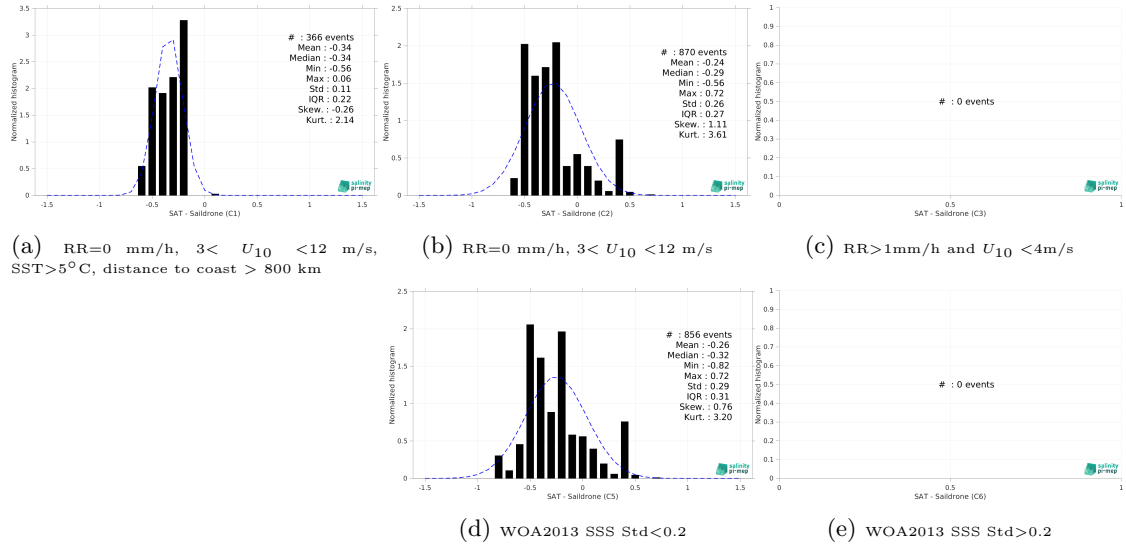 3.5
3
2.5
2
1.5
1
0.5
0
-1.5 -1 -0.5 0 0.5 1 1.5
Normalized histogram
SAT - Saildrone (C1)
# : 366 events
Mean : -0.34
Median : -0.34
Min : -0.56
Max : 0.06
Std : 0.11
IQR : 0.22
Skew. : -0.26
Kurt. : 2.14
salinity
pi-mep
(a) RR=0 mm/h, 3< U10 <12 m/s,
SST>5°C, distance to coast > 800 km
2.5
2
1.5
1
0.5
0
-1.5 -1 -0.5 0 0.5 1 1.5
Normalized histogram
SAT - Saildrone (C2)
# : 870 events
Mean : -0.24
Median : -0.29
Min : -0.56
Max : 0.72
Std : 0.26
IQR : 0.27
Skew. : 1.11
Kurt. : 3.61
salinity
pi-mep
(b) RR=0 mm/h, 3< U10 <12 m/s
1
0.9
0.8
0.7
0.6
0.5
0.4
0.3
0.2
0.1
0
0 0.5 1
Normalized histogram
SAT - Saildrone (C3)
# : 0 events
salinity
pi-mep
(c) RR>1mm/h and U10 <4m/s
2.5
2
1.5
1
0.5
0
-1.5 -1 -0.5 0 0.5 1 1.5
Normalized histogram
SAT - Saildrone (C5)
# : 856 events
Mean : -0.26
Median : -0.32
Min : -0.82
Max : 0.72
Std : 0.29
IQR : 0.31
Skew. : 0.76
Kurt. : 3.20
salinity
pi-mep
(d) WOA2013 SSS Std<0.2
1
0.9
0.8
0.7
0.6
0.5
0.4
0.3
0.2
0.1
0
0 0.5 1
Normalized histogram
SAT - Saildrone (C6)
# : 0 events
salinity
pi-mep
(e) WOA2013 SSS Std>0.2